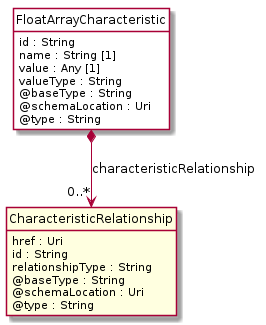 FloatArrayCharacteristic
id : String
name : String [1]
value : Any [1]
valueType : String
@baseType : String
@schemaLocation : Uri
@type : String
characteristicRelationship
0..*
CharacteristicRelationship
href : Uri
id : String
relationshipType : String
@baseType : String
@schemaLocation : Uri
@type : String